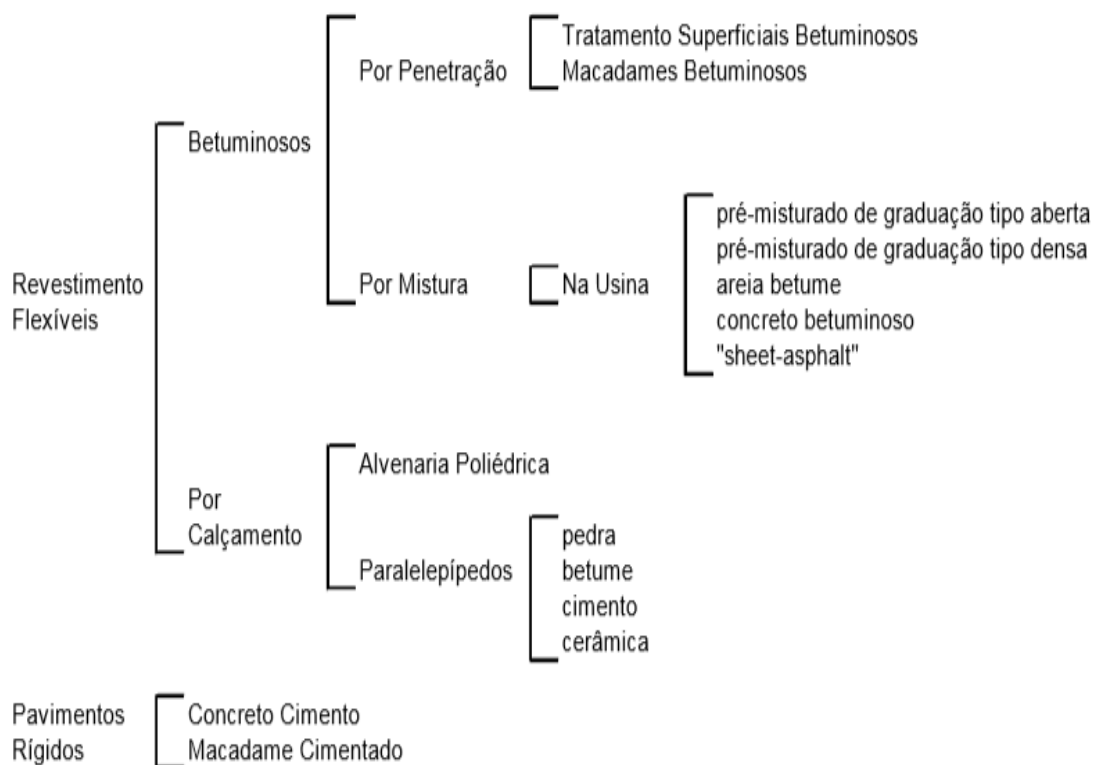 Tratamento Superficiais Betuminosos
Por Penetração
Macadames Betuminosos
Betuminosos
pré-misturado de graduação tipo aberta
pré-misturado de graduação tipo densa
Revestimento
Flexíveis
Por Mistura
Na Usina
areia betume
concreto betuminoso
"sheet-asphalt"
Alvenaria Poliédrica
Por
Calçamento
pedra
Paralelepípedos
betume
cimento
cerâmica
Pavimentos
Rígidos
Concreto Cimento
Macadame Cimentado